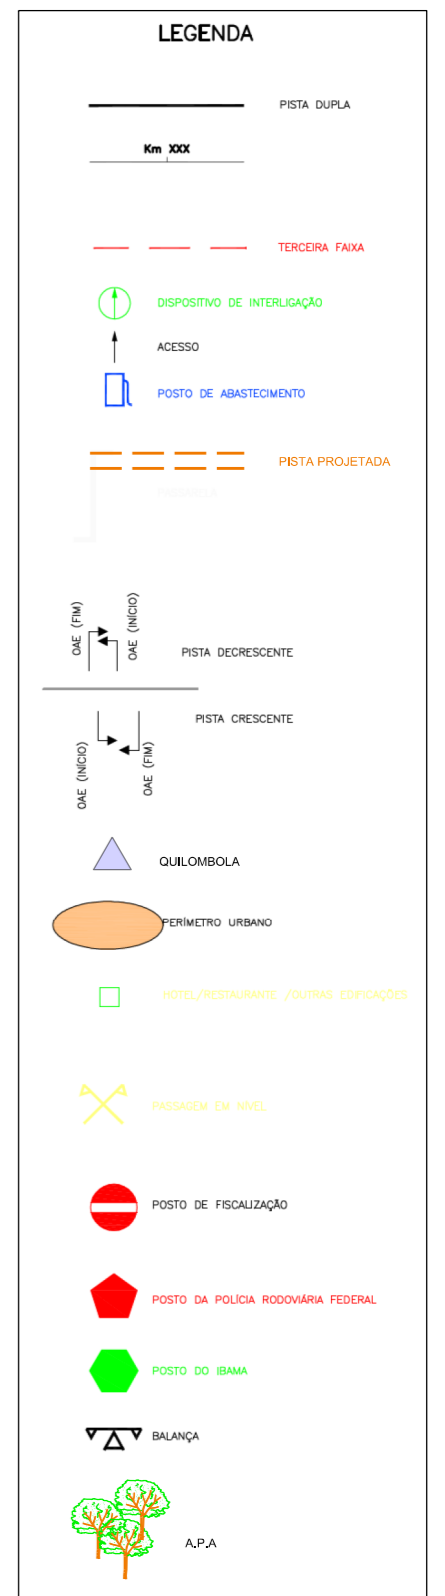 LEGENDA
PISTA DUPLA
Km XXX
TERCEIRA FAIXA
DISPOSITIVO DE INTERLIGAÇÃO
ACESSO
POSTO DE ABASTECIMENTO
PISTA PROJETADA
PASSARELA
OAE (FIM)
OAE (INÍCIO)
PISTA DECRESCENTE
PISTA CRESCENTE
OAE (INÍCIO)
OAE (FIM)
QUILOMBOLA
PERÍMETRO URBANO
HOTEL/RESTAURANTE /OUTRAS EDIFICAÇÕES
PASSAGEM EM NÍVEL
POSTO DE FISCALIZAÇÃO
POSTO DA POLÍCIA RODOVIÁRIA FEDERAL
POSTO DO IBAMA
BALANÇA
A.P.A